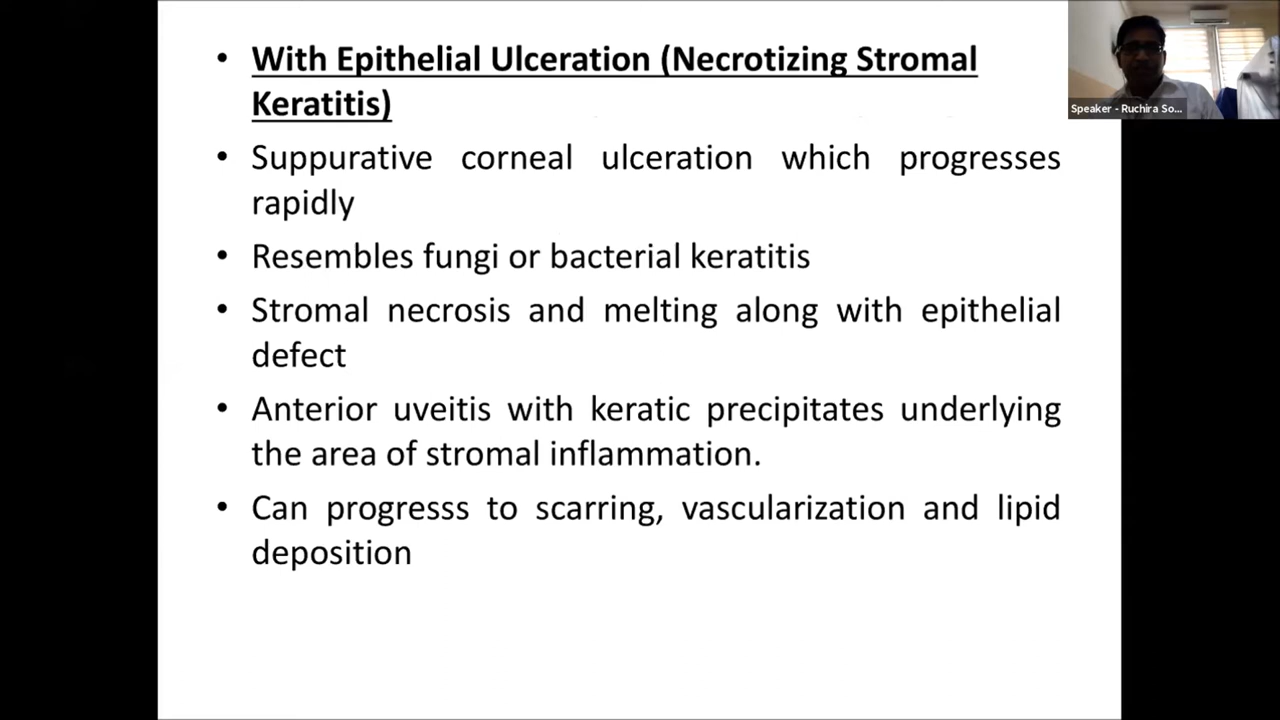 • With Epithelial Ulceration (Necrotizing Stromal
Keratitis)
• Suppurative corneal ulceration which progresses
rapidly
• Resembles fungi or bacterial keratitis
• Stromal necrosis and melting along with epithelial
defect
• Anterior uveitis with keratic precipitates underlying
the area of stromal inflammation.
• Can progresss to scarring, vascularization and lipid
deposition
Speaker - Ruchira So...